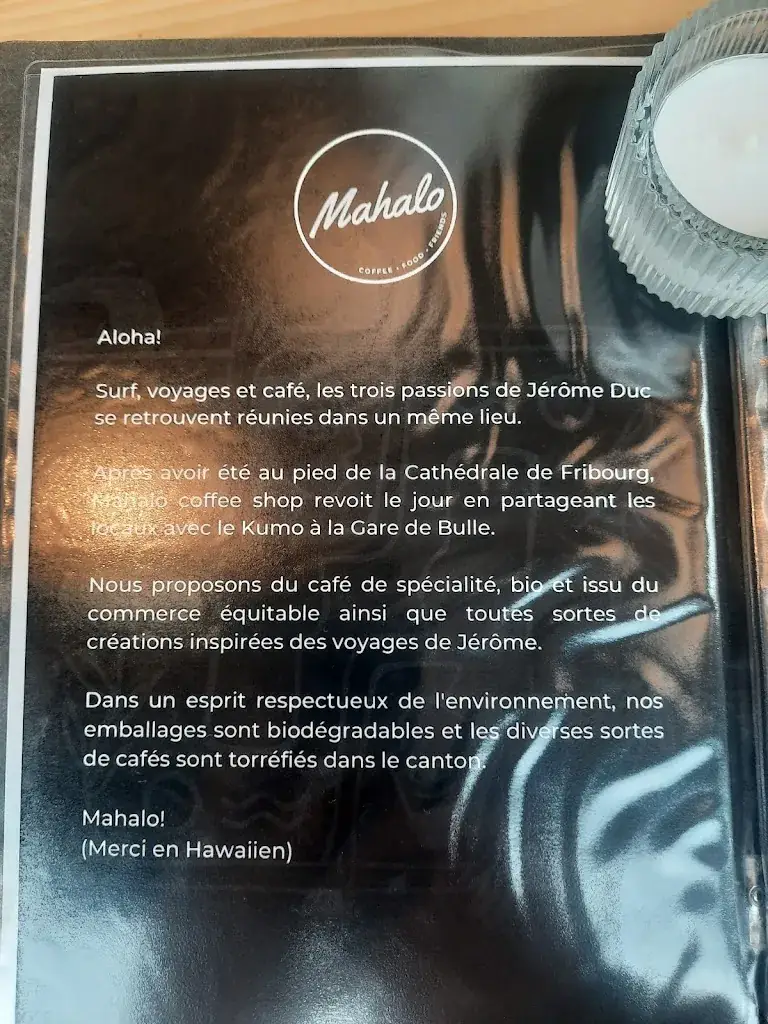 Mahalo
COFFEE • FOOD • FRIENDS
Aloha!
Surf, voyages et café, les trois passions de Jérôme Duc
se retrouvent réunies dans un même lieu.
Après avoir été au pied de la Cathédrale de Fribourg,
Mahalo coffee shop revoit le jour en partageant les
locaux avec le Kumo à la Gare de Bulle.
Nous proposons du café de spécialité, bio et issu du
commerce équitable ainsi que toutes sortes de
créations inspirées des voyages de Jérôme.
Dans un esprit respectueux de l'environnement, nos
emballages sont biodégradables et les diverses sortes
de cafés sont torréfiés dans le canton.
Mahalo!
(Merci en Hawaiien)